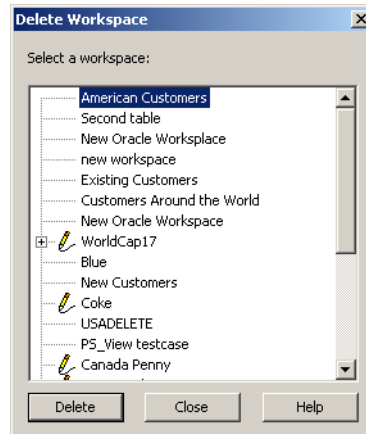 Delete Workspace
Select a workspace:
American Customers
Second table
New Oracle Worksplace
new workspace
Existing Customers
Customers Around the World
New Oracle Workspace
WorldCap17
Blue
New Customers
Coke
USADELETE
PS_View testcase
Canada Penny
Delete Close Help